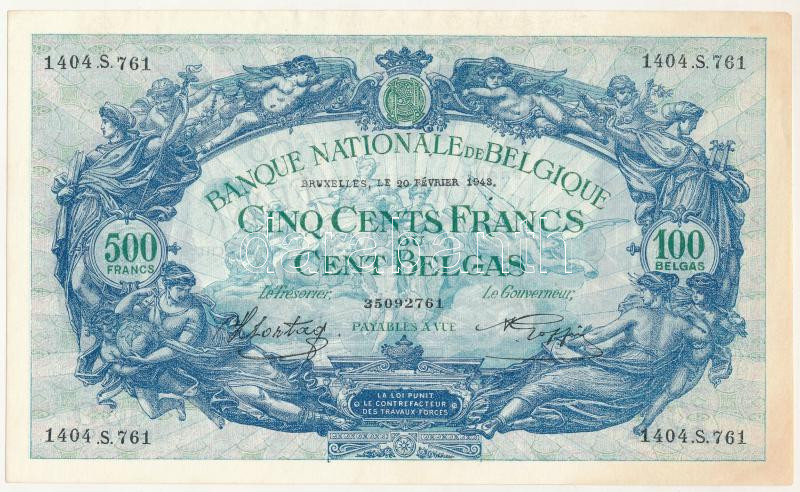 1404.S.761
1404.S.761
BANQUE NATIONALE DE BELGIQUE
BRUXELLES, LE 20 FÉVRIER 1943.
CINQ CENTS FRANCS
OU
CENT BELGAS
500
FRANCS
100
BELGAS
Le Trésorier,
35092761
Le Gouverneur,
PAYABLES A VUE
LA LOI PUNIT
LE CONTREFACTEUR
DES TRAVAUX FORCÉS
1404.S.761
1404.S.761